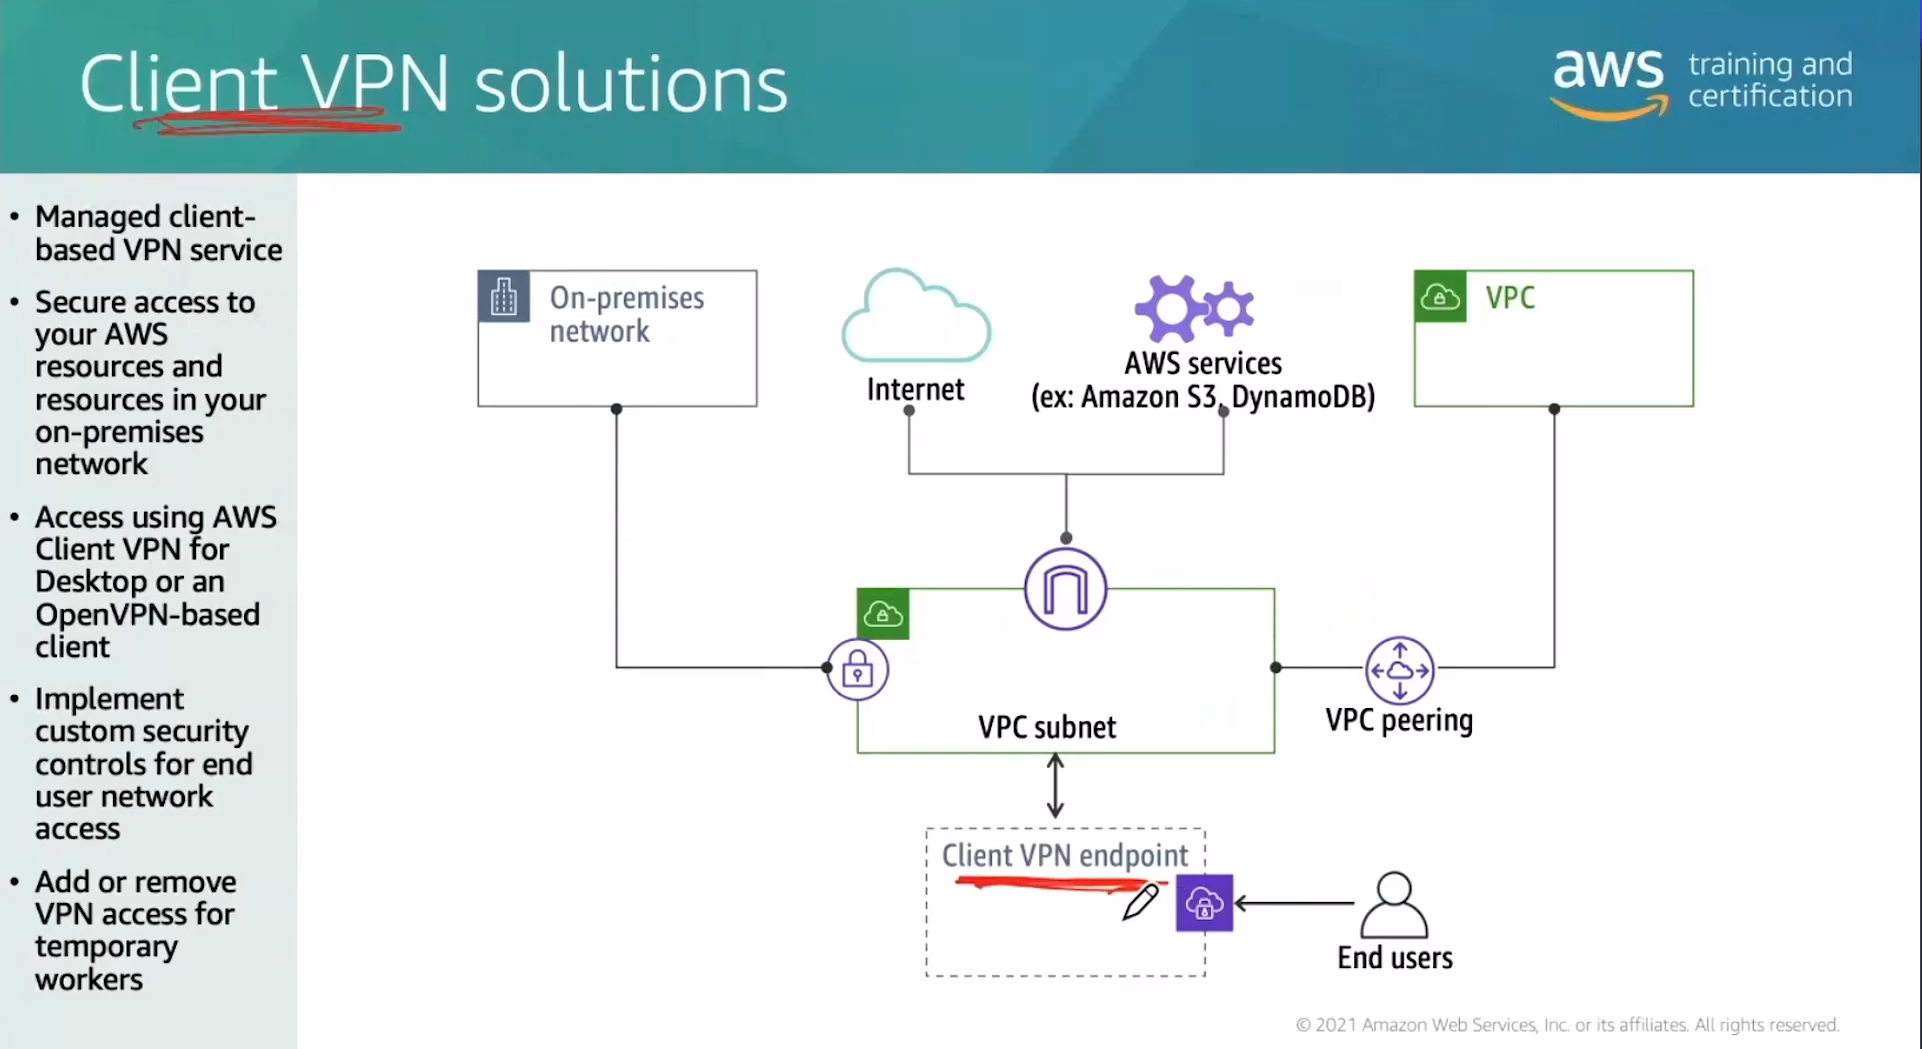 Client VPN solutions
aws training and
certification
• Managed client-
based VPN service
• Secure access to
your AWS
resources and
resources in your
on-premises
network
• Access using AWS
Client VPN for
Desktop or an
OpenVPN-based
client
• Implement
custom security
controls for end
user network
access
• Add or remove
VPN access for
temporary
workers
On-premises
network
Internet
AWS services
(ex: Amazon S3, DynamoDB)
VPC
VPC subnet
VPC peering
Client VPN endpoint
End users
© 2021 Amazon Web Services, Inc. or its affiliates. All rights reserved.